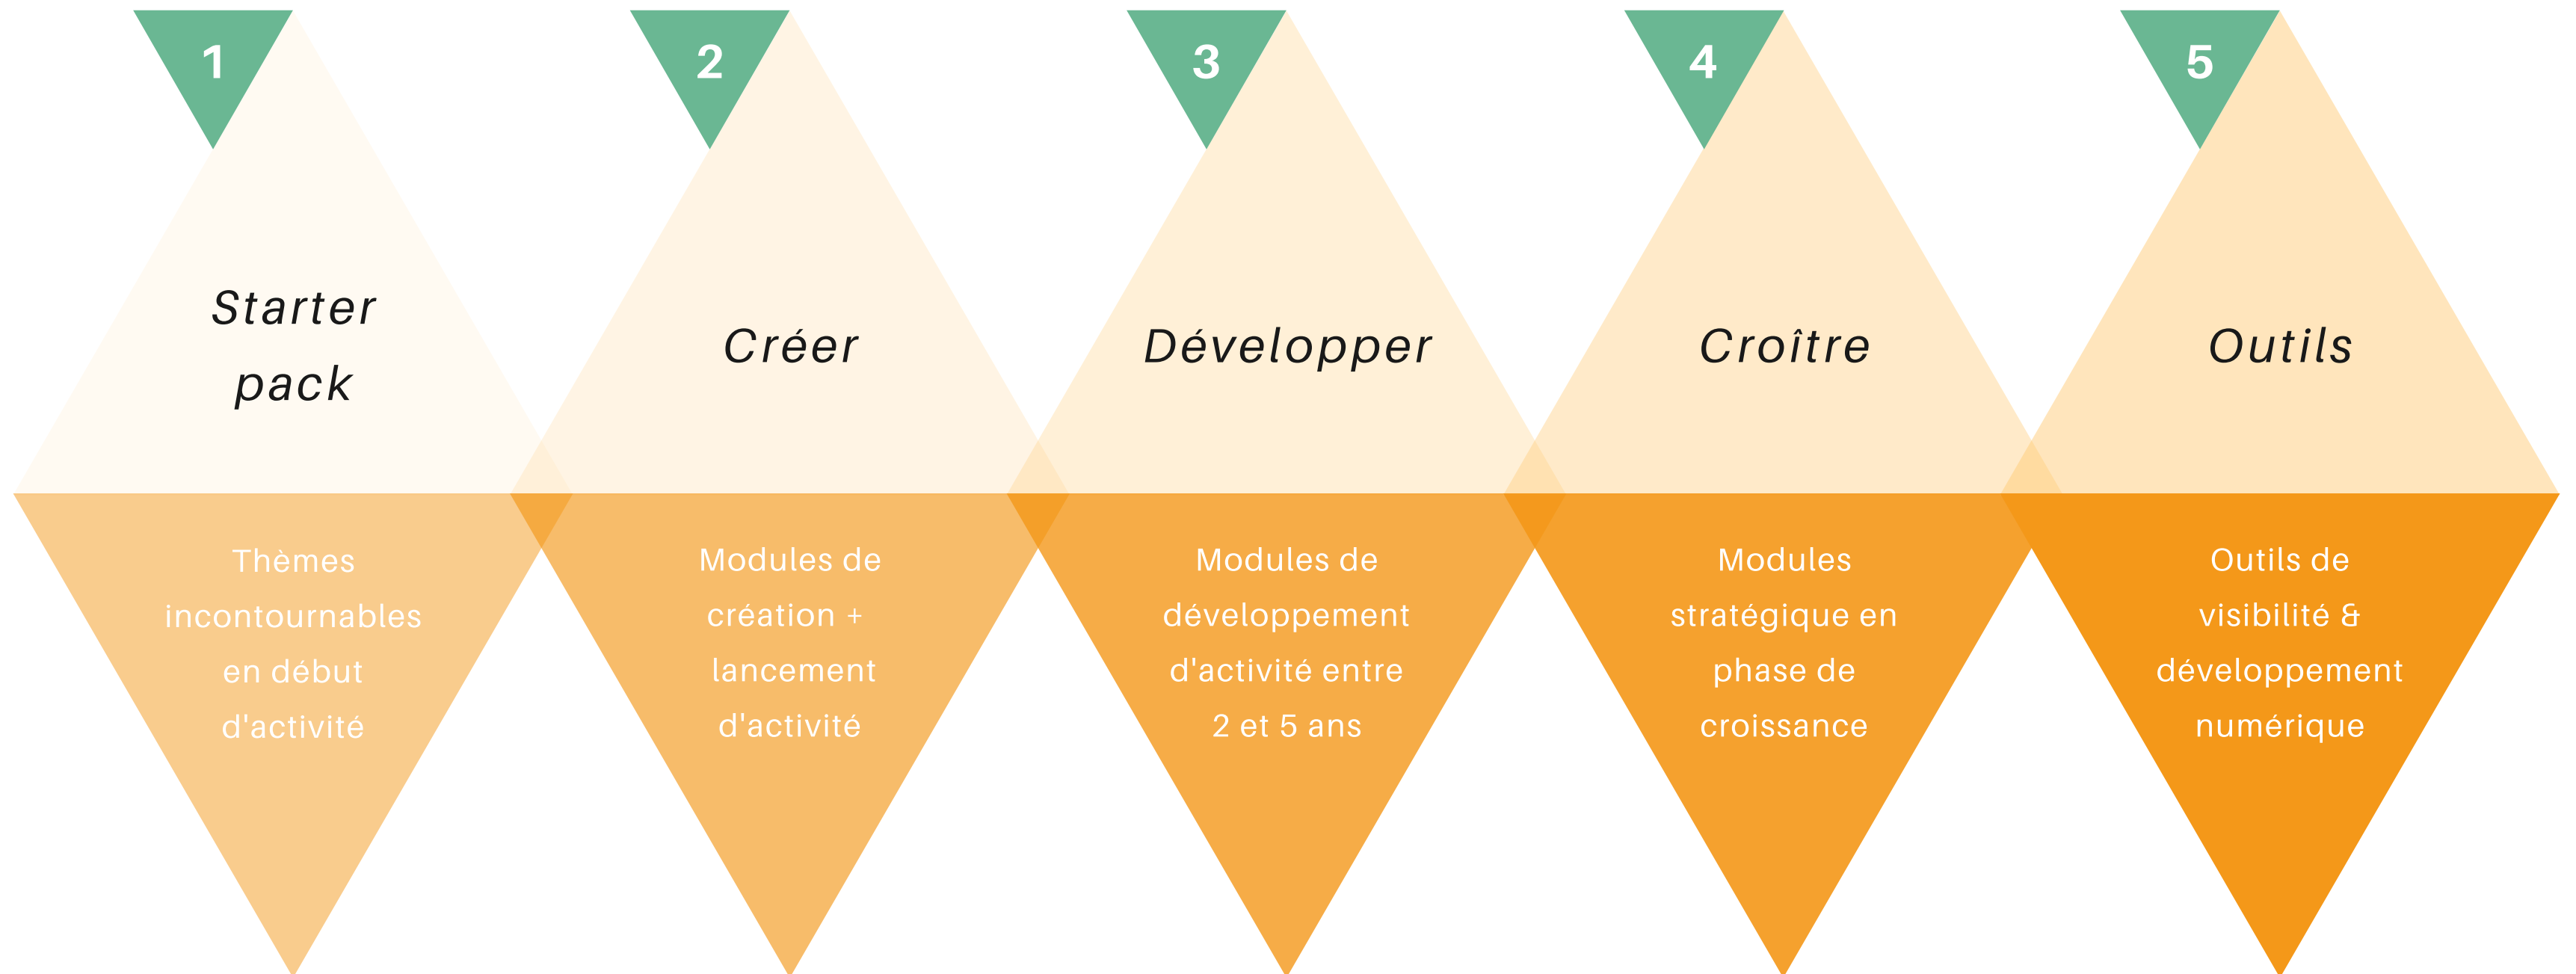 1
Starter
pack
Thèmes
incontournables
en début
d'activité
2
Créer
Modules de
création +
lancement
d'activité
3
Développer
Modules de
développement
d'activité entre
2 et 5 ans
4
Croître
Modules
stratégique en
phase de
croissance
5
Outils
Outils de
visibilité &
développement
numérique